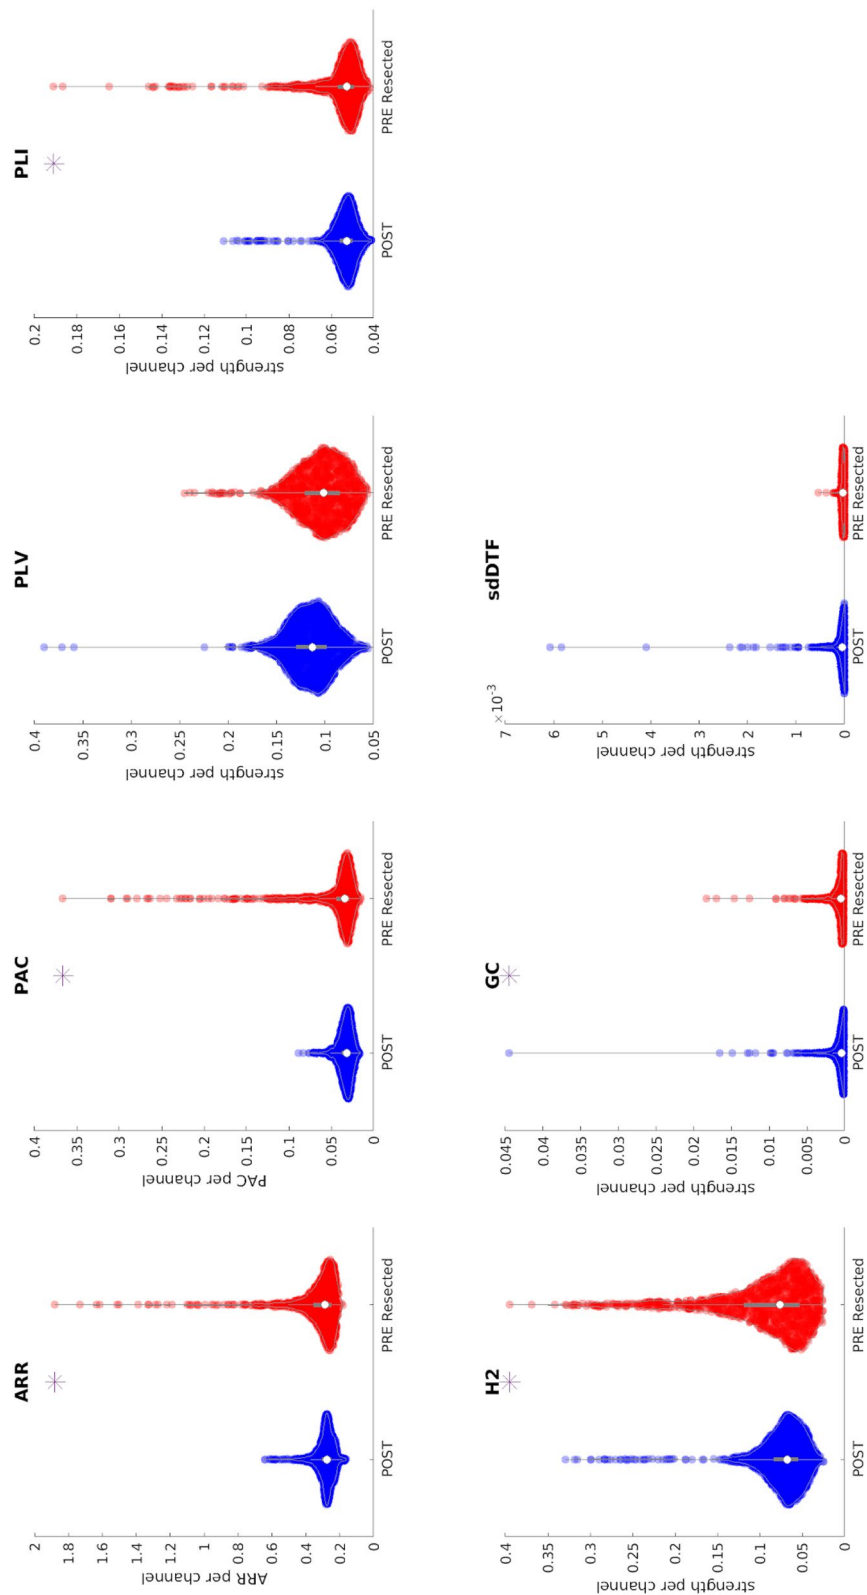 ARR
2
1.8
1.6
1.4
1.2
1
0.8
0.6
0.4
0.2
0
ARR per channel
POST
PRE Resected
PAC
0.4
0.35
0.3
0.25
0.2
0.15
0.1
0.05
0
PAC per channel
POST
PRE Resected
PLV
0.4
0.35
0.3
0.25
0.2
0.15
0.1
0.05
strength per channel
POST
PRE Resected
PLI
0.2
0.18
0.16
0.14
0.12
0.1
0.08
0.06
0.04
strength per channel
POST
PRE Resected
H2
0.4
0.35
0.3
0.25
0.2
0.15
0.1
0.05
0
strength per channel
POST
PRE Resected
GC
0.045
0.04
0.035
0.03
0.025
0.02
0.015
0.01
0.005
0
strength per channel
POST
PRE Resected
sdDTF
×10⁻³
7
6
5
4
3
2
1
0
strength per channel
POST
PRE Resected